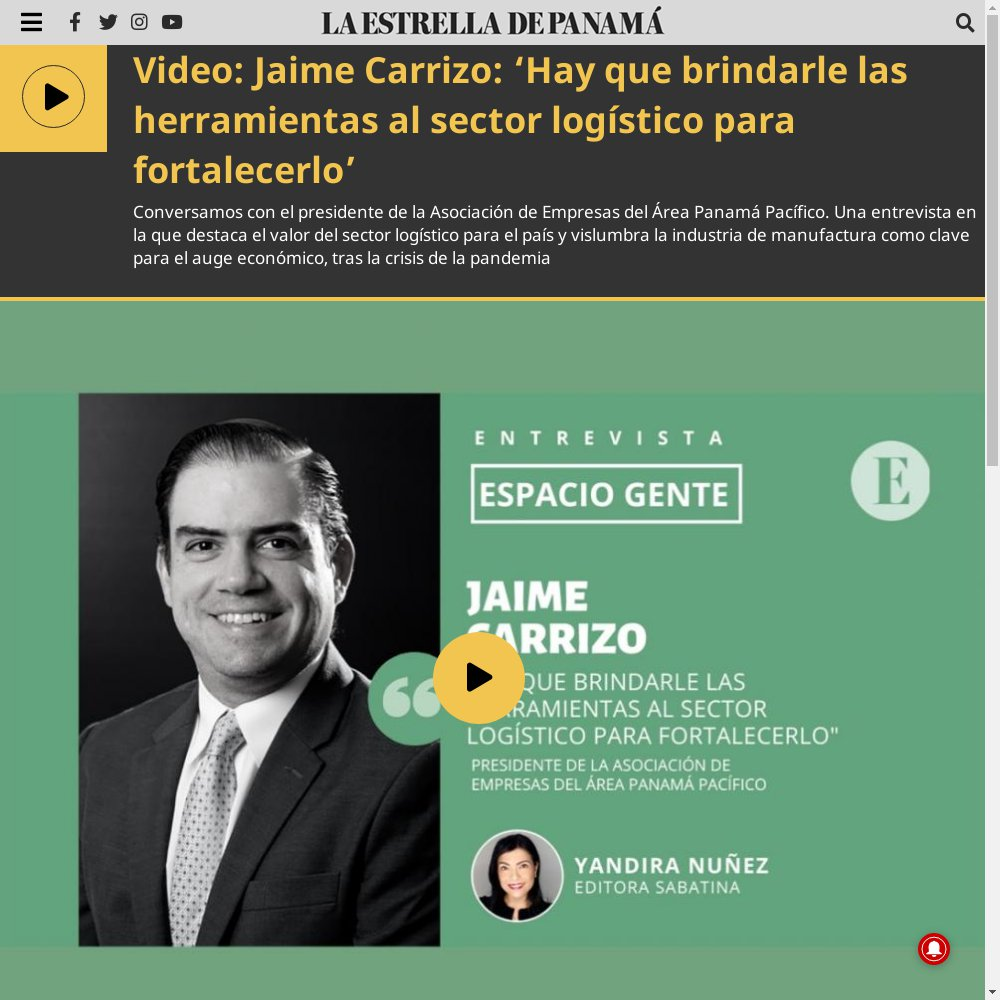 LA ESTRELLA DE PANAMÁ
Video: Jaime Carrizo: ‘Hay que brindarle las
herramientas al sector logístico para
fortalecerlo’
Conversamos con el presidente de la Asociación de Empresas del Área Panamá Pacífico. Una entrevista en
la que destaca el valor del sector logístico para el país y vislumbra la industria de manufactura como clave
para el auge económico, tras la crisis de la pandemia
ENTREVISTA
ESPACIO GENTE
E
JAIME
CARRIZO
QUE BRINDARLE LAS
RAMIENTAS AL SECTOR
LOGÍSTICO PARA FORTALECERLO"
PRESIDENTE DE LA ASOCIACIÓN DE
EMPRESAS DEL ÁREA PANAMÁ PACÍFICO
YANDIRA NUÑEZ
EDITORA SABATINA